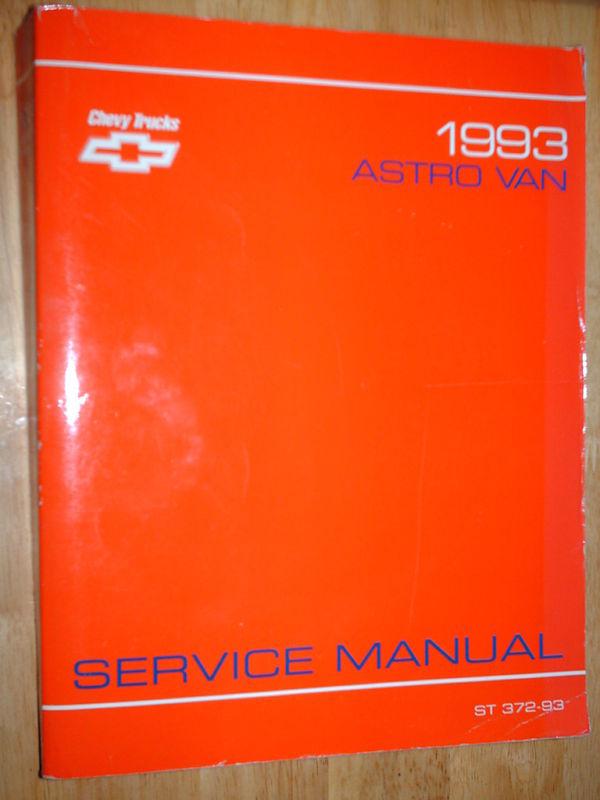 Chevy Trucks
1993
ASTRO VAN
SERVICE MANUAL
ST 372-93